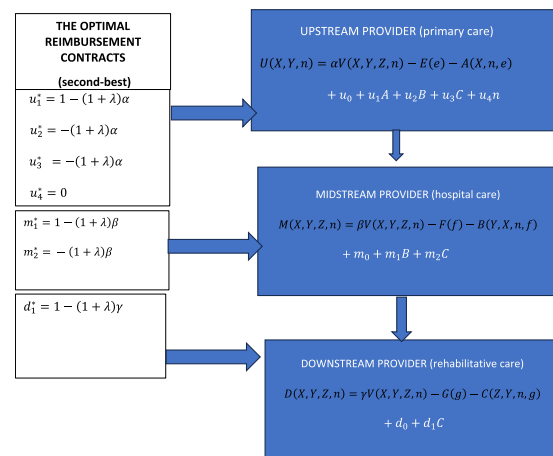 THE OPTIMAL
REIMBURSEMENT
CONTRACTS
(second-best)
u₁* = 1 − (1 + λ)α
u₂* = −(1 + λ)α
u₃* = −(1 + λ)α
u₄* = 0
m₁* = 1 − (1 + λ)β
m₂* = − (1 + λ)β
d₁* = 1 − (1 + λ)γ
UPSTREAM PROVIDER (primary care)
U(X, Y, n) = αV(X, Y, Z, n) − E(e) − A(X, n, e)
+ u₀ + u₁A + u₂B + u₃C + u₄n
MIDSTREAM PROVIDER (hospital care)
M(X, Y, Z, n) = βV(X, Y, Z, n) − F(f) − B(Y, X, n, f)
+ m₀ + m₁B + m₂C
DOWNSTREAM PROVIDER (rehabilitative care)
D(X, Y, Z, n) = γV(X, Y, Z, n) − G(g) − C(Z, Y, n, g)
+ d₀ + d₁C